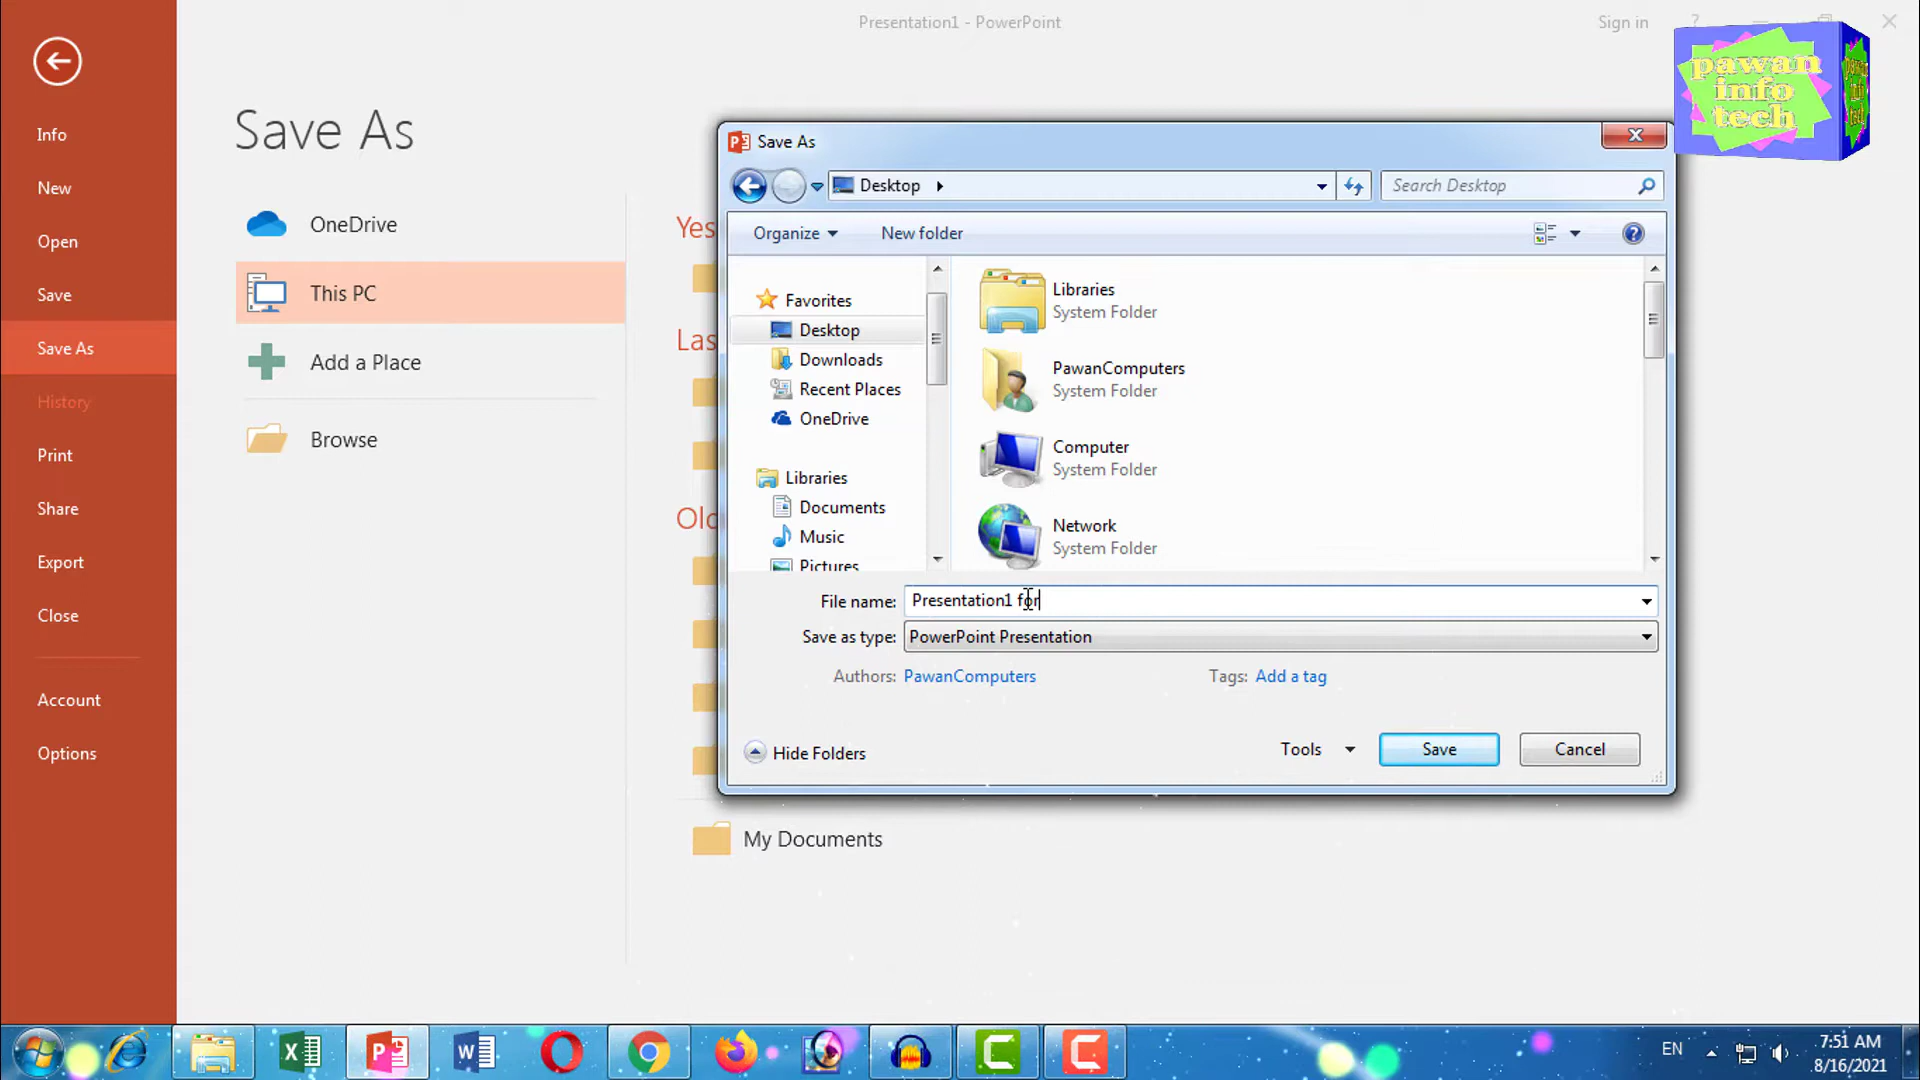 Presentation1 - PowerPoint
Sign in
?
pawan
info
tech
Info
New
Open
Save
Save As
History
Print
Share
Export
Close
Account
Options
Save As
OneDrive
This PC
Add a Place
Browse
Yes
Las
Old
My Documents
Save As
Desktop
Search Desktop
Organize
New folder
Favorites
Desktop
Downloads
Recent Places
OneDrive
Libraries
Documents
Music
Pictures
Libraries
System Folder
PawanComputers
System Folder
Computer
System Folder
Network
System Folder
File name: Presentation1 for
Save as type: PowerPoint Presentation
Authors: PawanComputers
Tags: Add a tag
Hide Folders
Tools
Save
Cancel
EN
7:51 AM
8/16/2021